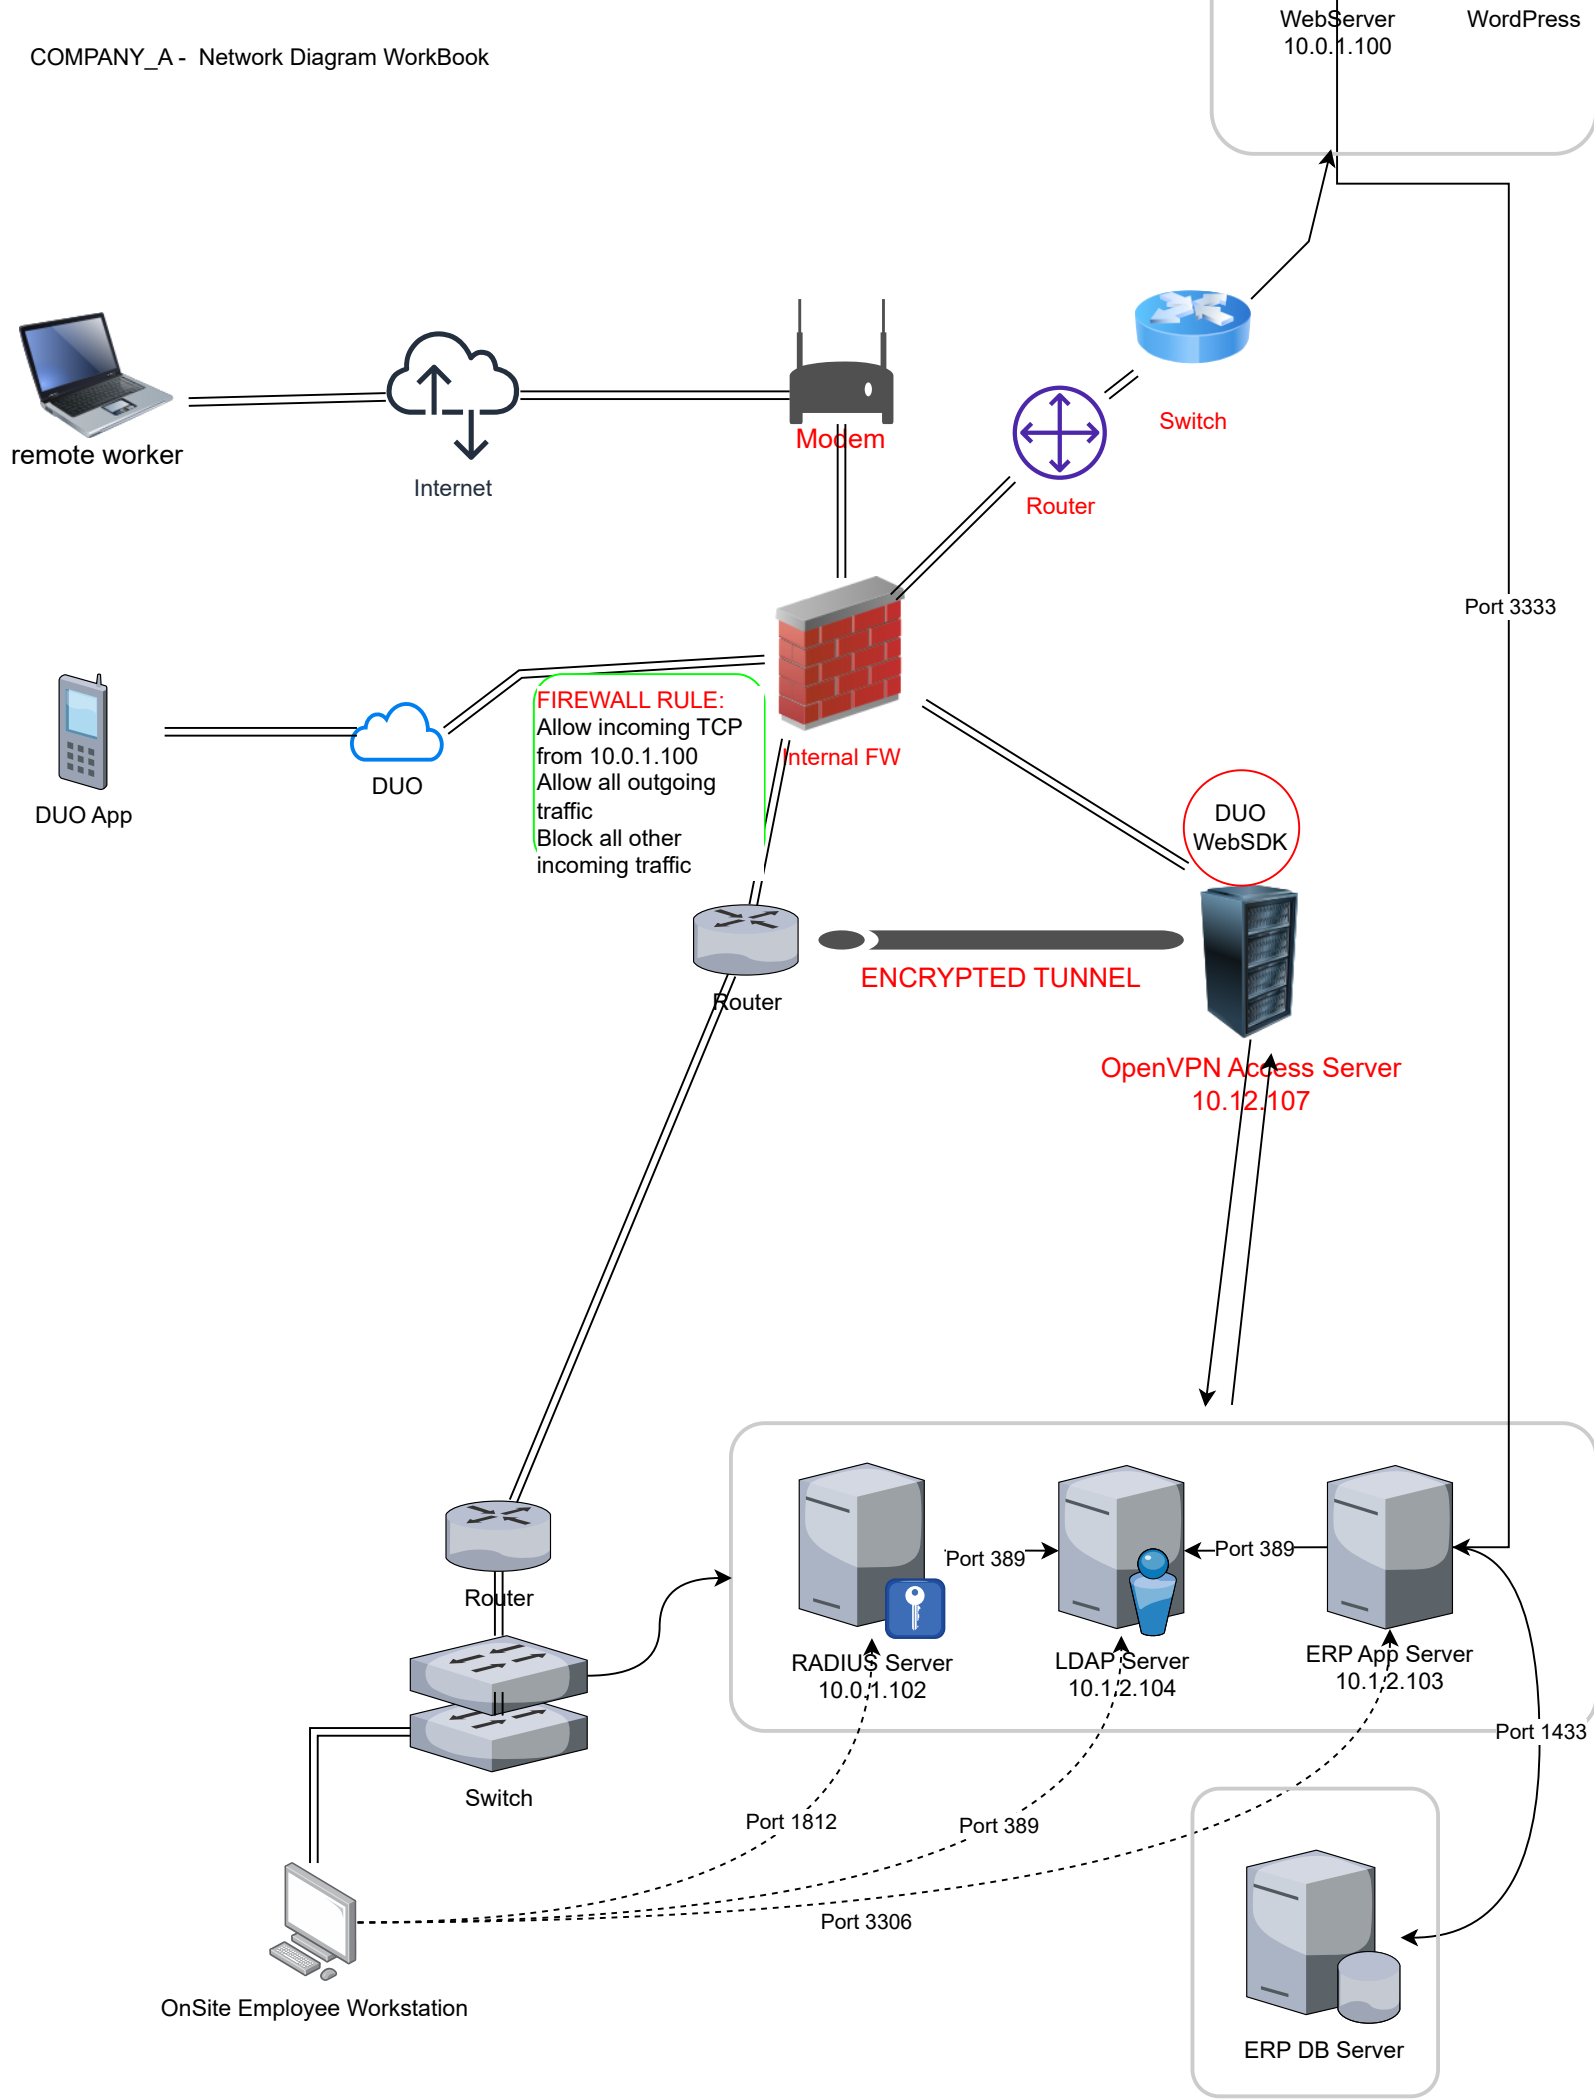 WebServer
10.0.1.100
WordPress
COMPANY_A -  Network Diagram WorkBook
remote worker
Internet
Modem
Switch
Router
Port 3333
DUO App
DUO
FIREWALL RULE:
Allow incoming TCP
from 10.0.1.100
Allow all outgoing
traffic
Block all other
incoming traffic
Internal FW
DUO
WebSDK
Router
ENCRYPTED TUNNEL
OpenVPN Access Server
10.12.107
Router
Port 389
Port 389
RADIUS Server
10.0.1.102
LDAP Server
10.1.2.104
ERP App Server
10.1.2.103
Port 1433
Switch
Port 1812
Port 389
Port 3306
OnSite Employee Workstation
ERP DB Server